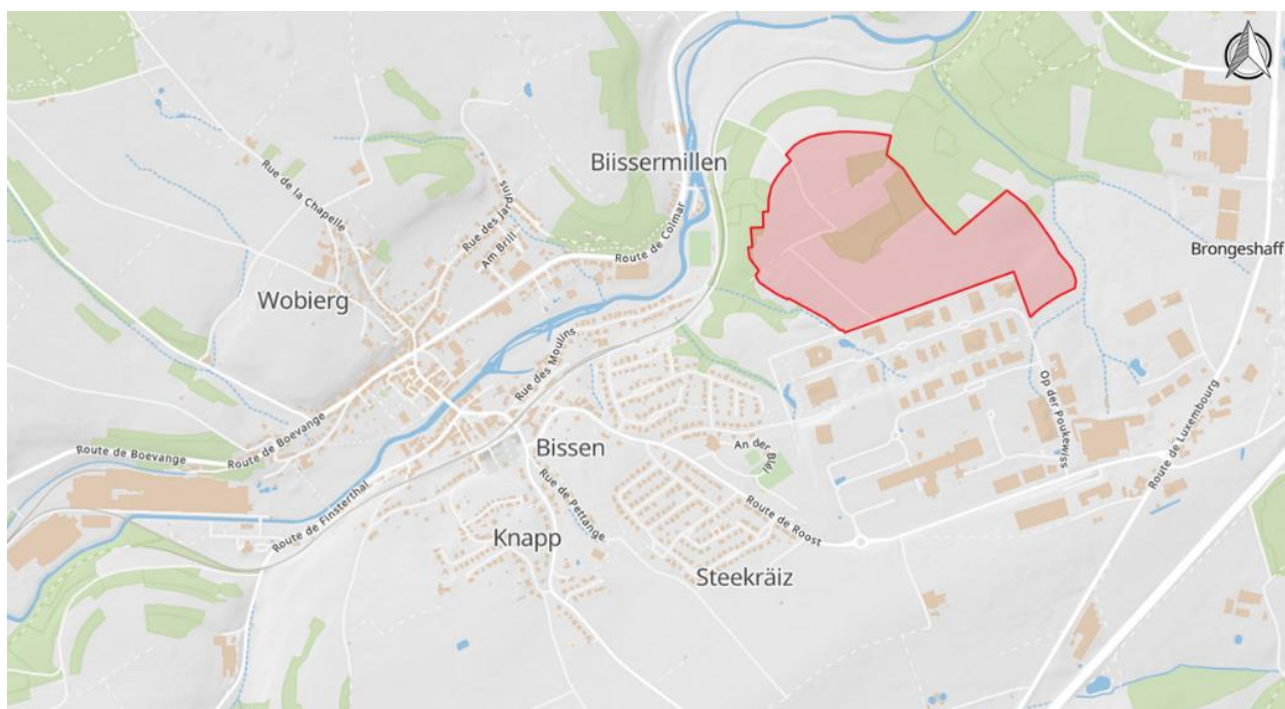 Biissermillen
Rue de la Chapelle
Rue des Jardins
Am Brill
Route de Colmar
Brongeshaff
Wobierg
Rue des Moulins
Op der Poukewiss
Route de Luxembourg
Route de Boevange
Route de Boevange
Bissen
An der Biel
Rue de Pettange
Route de Finsterthal
Route de Roost
Knapp
Steekräiz